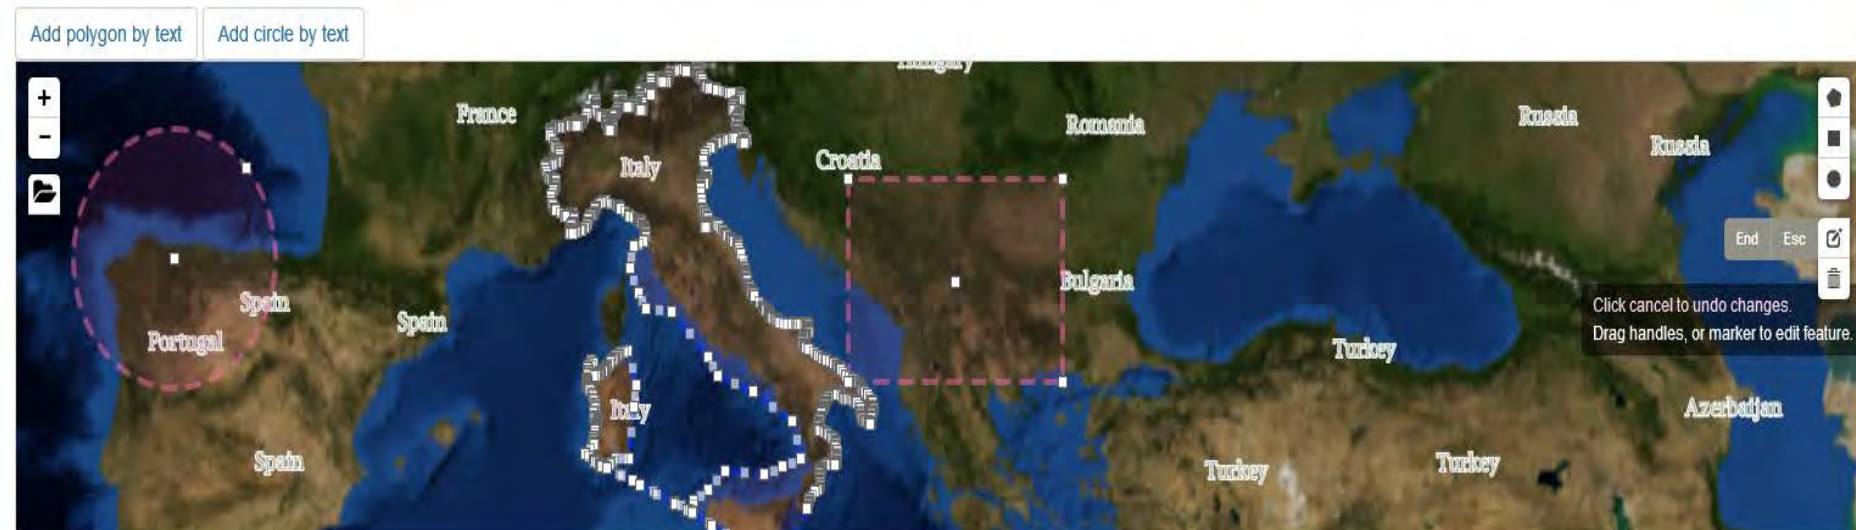 Add polygon by text
Add circle by text
Hungary
+
France
Russia
Romania
Russia
-
Croatia
Italy
End
Esc
Bulgaria
Spain
Click cancel to undo changes.
Spain
Drag handles, or marker to edit feature.
Portugal
Turkey
Italy
Azerbaijan
Spain
Turkey
Turkey